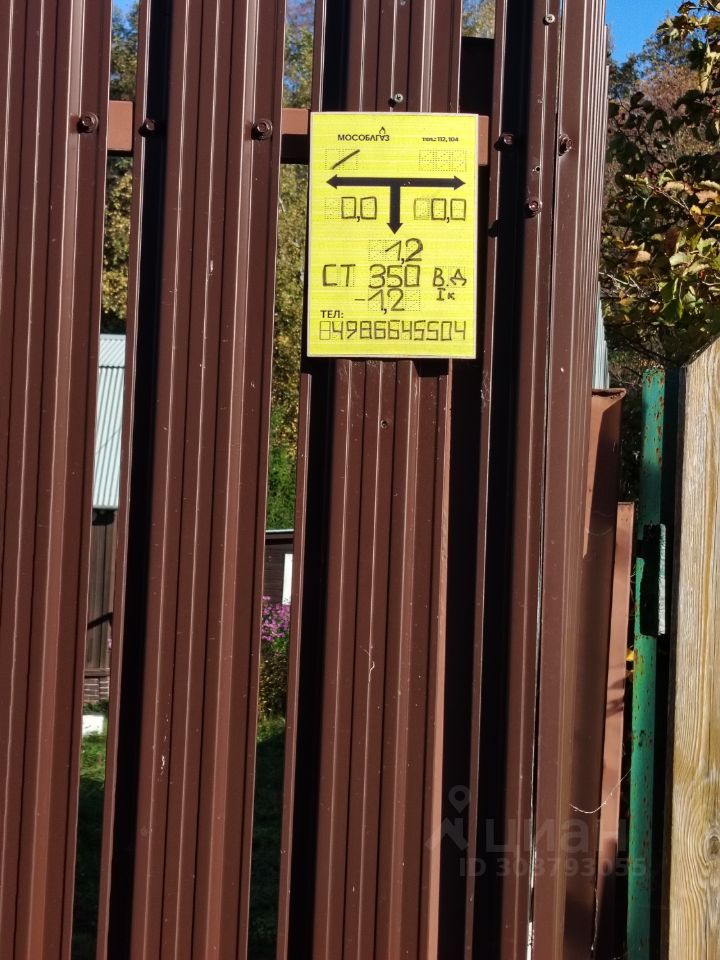 МОСОБЛГАЗ тел.: 112, 104
0,0 0,0
1,2
СТ 350 В.Д
-1,2 Iк
ТЕЛ:
84986645504
циан
ID 303793055